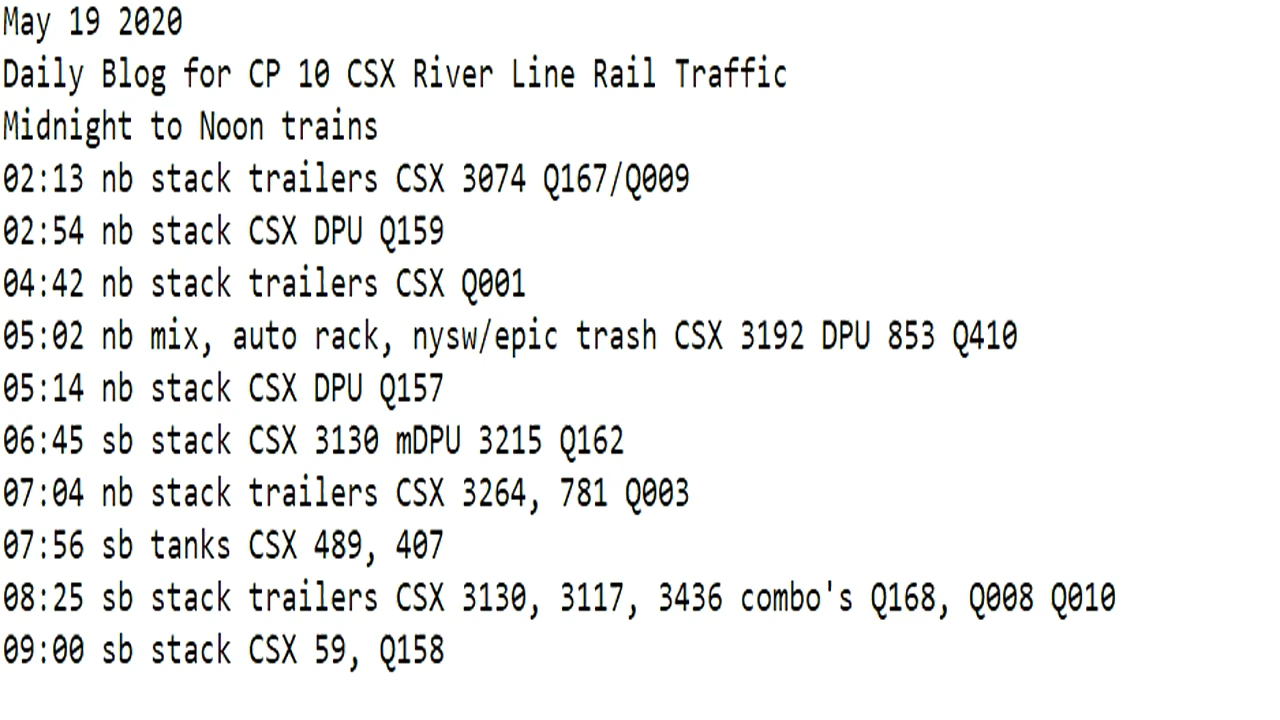 May 19 2020
Daily Blog for CP 10 CSX River Line Rail Traffic
Midnight to Noon trains
02:13 nb stack trailers CSX 3074 Q167/Q009
02:54 nb stack CSX DPU Q159
04:42 nb stack trailers CSX Q001
05:02 nb mix, auto rack, nysw/epic trash CSX 3192 DPU 853 Q410
05:14 nb stack CSX DPU Q157
06:45 sb stack CSX 3130 mDPU 3215 Q162
07:04 nb stack trailers CSX 3264, 781 Q003
07:56 sb tanks CSX 489, 407
08:25 sb stack trailers CSX 3130, 3117, 3436 combo's Q168, Q008 Q010
09:00 sb stack CSX 59, Q158